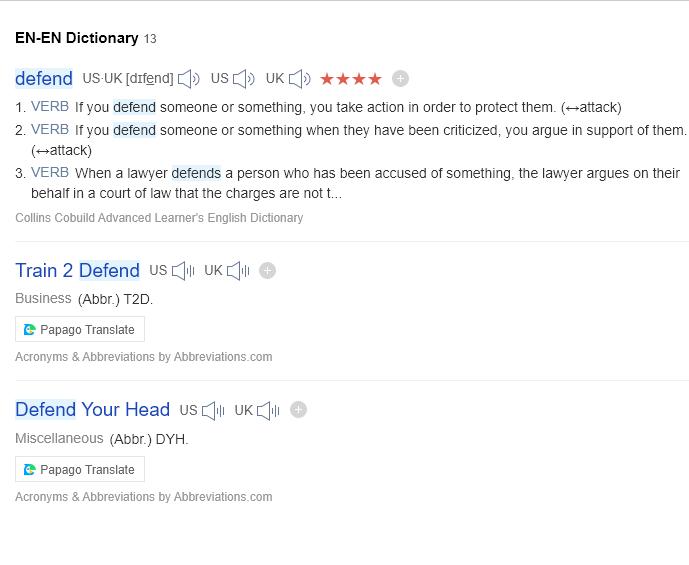 EN-EN Dictionary 13
defend US·UK [dɪfend] US UK ★★★★
1. VERB If you defend someone or something, you take action in order to protect them. (↔attack)
2. VERB If you defend someone or something when they have been criticized, you argue in support of them.
(↔attack)
3. VERB When a lawyer defends a person who has been accused of something, the lawyer argues on their
behalf in a court of law that the charges are not t...
Collins Cobuild Advanced Learner's English Dictionary
Train 2 Defend US UK
Business (Abbr.) T2D.
Papago Translate
Acronyms & Abbreviations by Abbreviations.com
Defend Your Head US UK
Miscellaneous (Abbr.) DYH.
Papago Translate
Acronyms & Abbreviations by Abbreviations.com